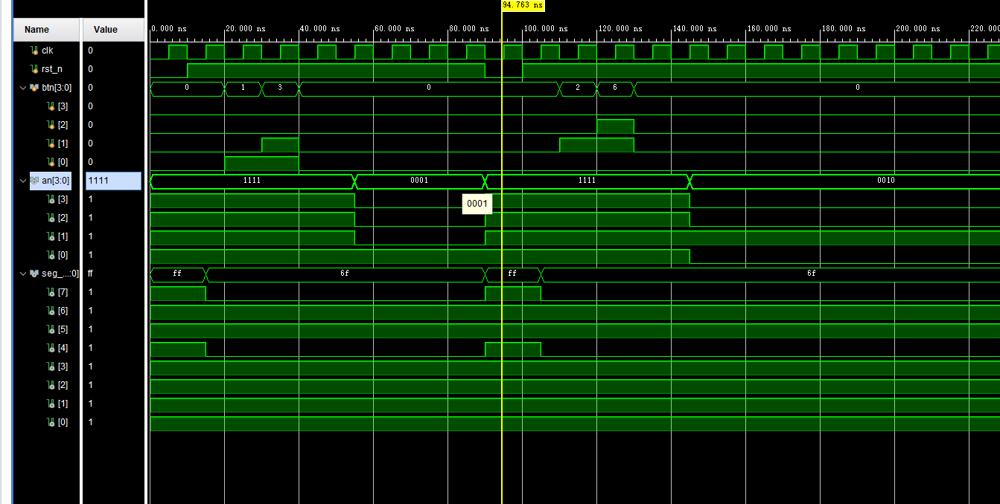 94.763 ns
Name Value 0.000 ns 20.000 ns 40.000 ns 60.000 ns 80.000 ns 100.000 ns 120.000 ns 140.000 ns 160.000 ns 180.000 ns 200.000 ns 220.00
clk 0
rst_n 0
btn[3:0] 0 0 1 3 0 2 6 0
[3] 0
[2] 0
[1] 0
[0] 0
an[3:0] 1111 1111 0001 1111 0010
[3] 1 0001
[2] 1
[1] 1
[0] 1
seg_...:0] ff ff 6f ff 6f
[7] 1
[6] 1
[5] 1
[4] 1
[3] 1
[2] 1
[1] 1
[0] 1